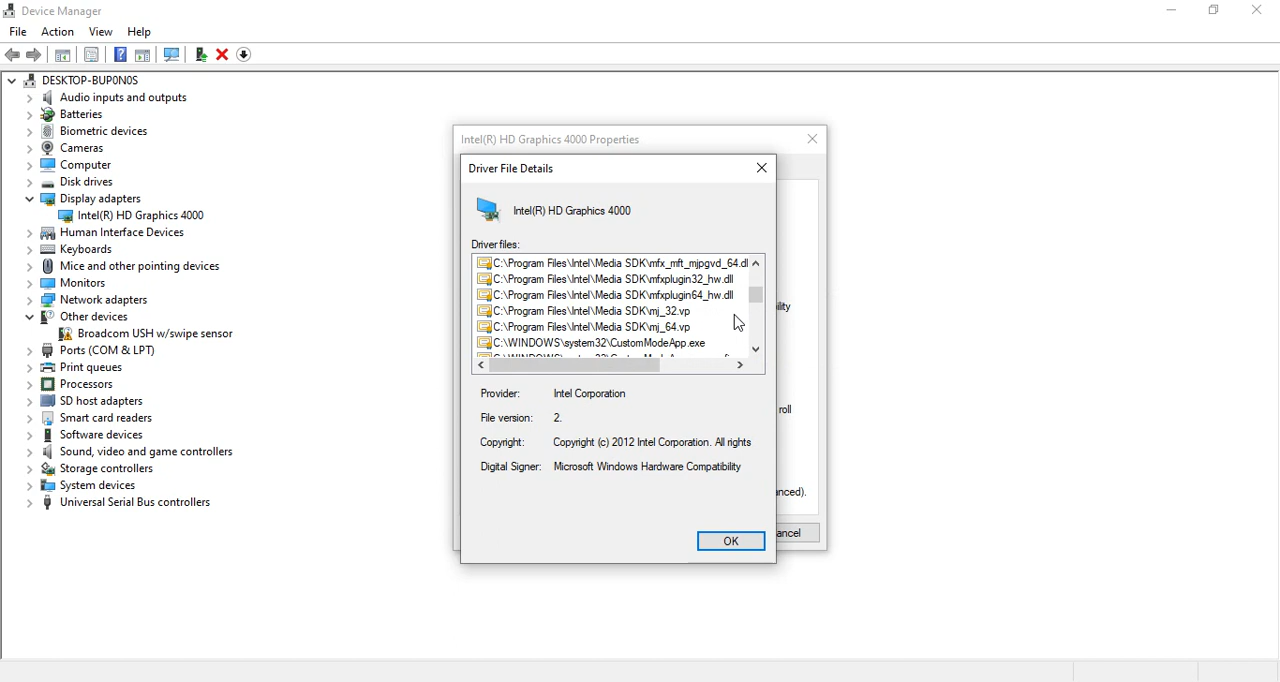 Device Manager
File Action View Help
DESKTOP-BUP0N0S
Audio inputs and outputs
Batteries
Biometric devices
Cameras
Computer
Disk drives
Display adapters
Intel(R) HD Graphics 4000
Human Interface Devices
Keyboards
Mice and other pointing devices
Monitors
Network adapters
Other devices
Broadcom USH w/swipe sensor
Ports (COM & LPT)
Print queues
Processors
SD host adapters
Smart card readers
Software devices
Sound, video and game controllers
Storage controllers
System devices
Universal Serial Bus controllers
Intel(R) HD Graphics 4000 Properties
Driver File Details
Intel(R) HD Graphics 4000
Driver files:
C:\Program Files\Intel\Media SDK\mfx_mft_mjpgvd_64.dl
C:\Program Files\Intel\Media SDK\mfxplugin32_hw.dll
C:\Program Files\Intel\Media SDK\mfxplugin64_hw.dll
C:\Program Files\Intel\Media SDK\mj_32.vp
C:\Program Files\Intel\Media SDK\mj_64.vp
C:\WINDOWS\system32\CustomModeApp.exe
Provider: Intel Corporation
File version: 2.
Copyright: Copyright (c) 2012 Intel Corporation. All rights
Digital Signer: Microsoft Windows Hardware Compatibility
OK
ility
roll
anced).
ancel